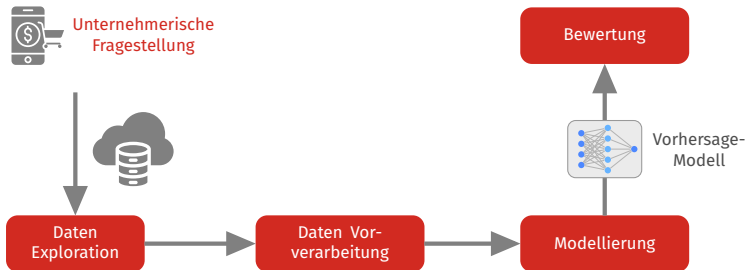 Unternehmerische
Fragestellung
Bewertung
$
Vorhersage-
Modell
Daten
Exploration
Daten Vor-
verarbeitung
Modellierung